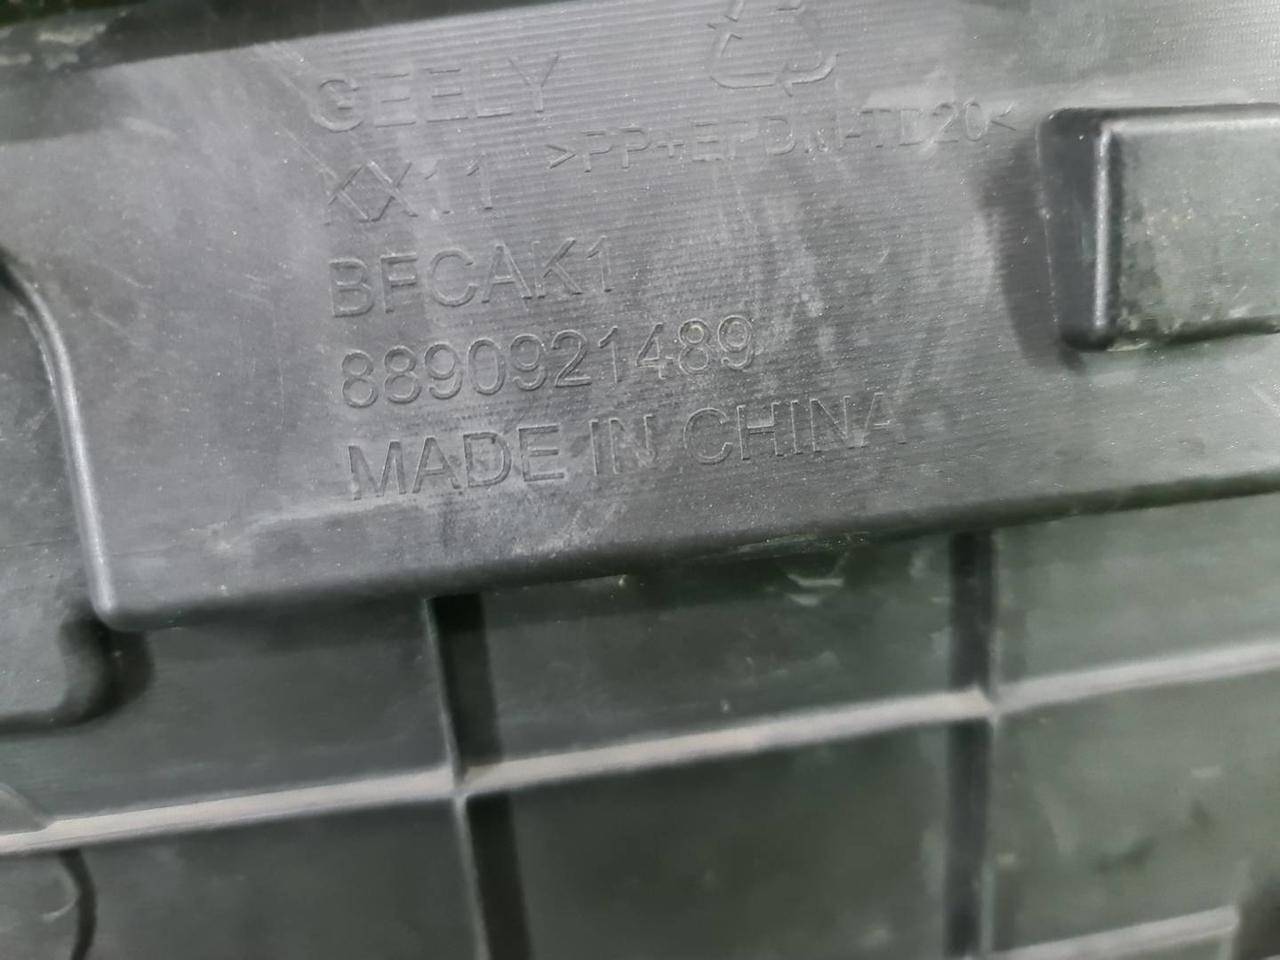 GEELY
>PP+EPDM-TD20<
KX11
BFCAK1
8890921489
MADE IN CHINA